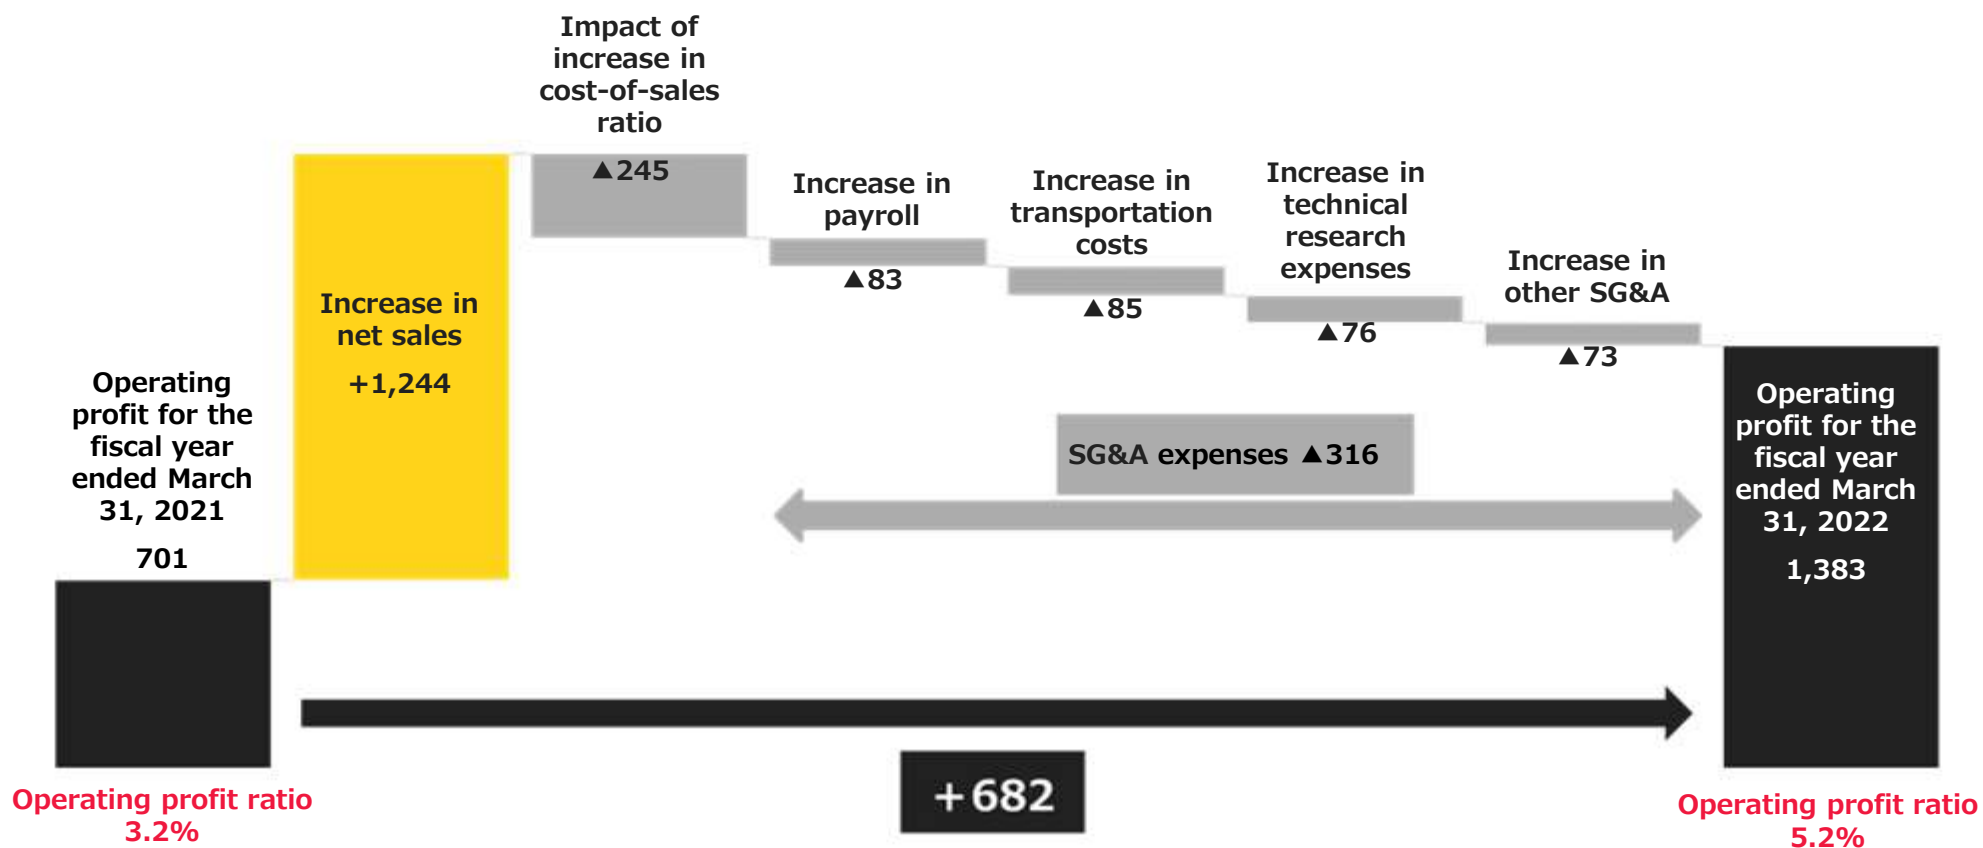 Impact of
increase in
cost-of-sales
ratio
▲245
Increase in
payroll
▲83
Increase in
transportation
costs
▲85
Increase in
technical
research
expenses
▲76
Increase in
other SG&A
▲73
Increase in
net sales
+1,244
Operating
profit for the
fiscal year
ended March
31, 2021
701
SG&A expenses ▲316
Operating
profit for the
fiscal year
ended March
31, 2022
1,383
+682
Operating profit ratio
3.2%
Operating profit ratio
5.2%